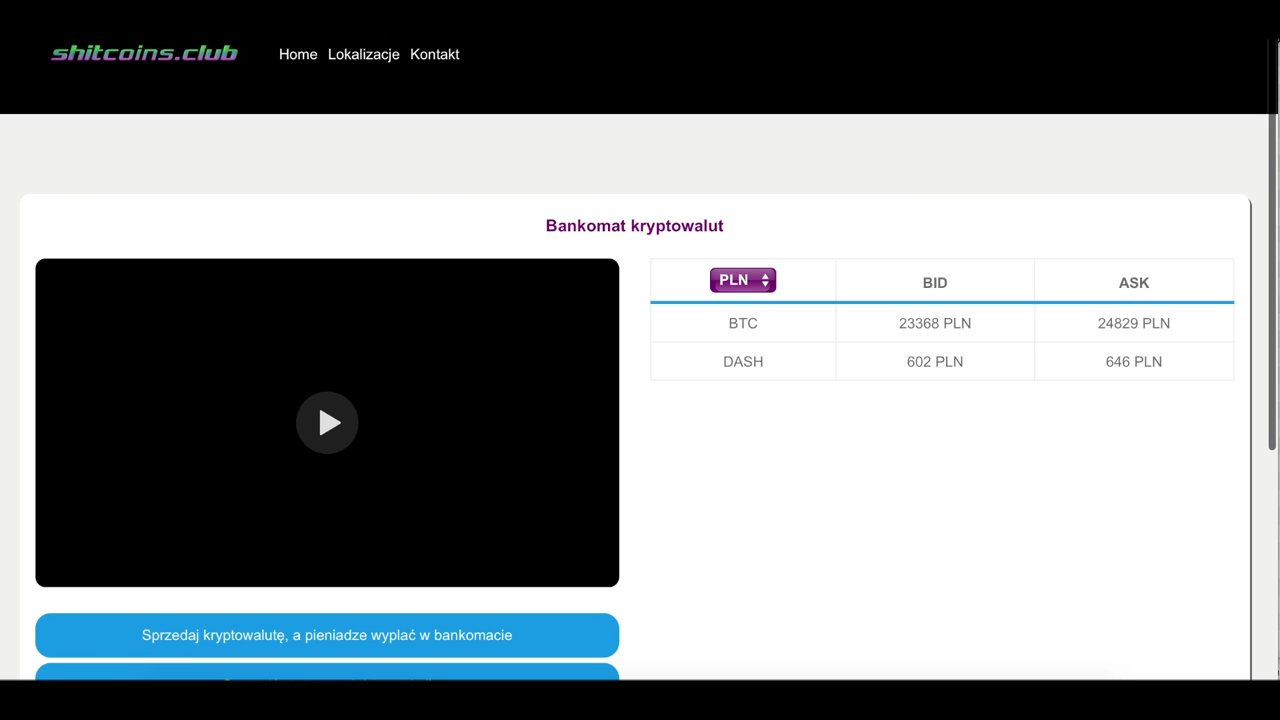 shitcoins.club
Home Lokalizacje Kontakt
Bankomat kryptowalut
PLN BID ASK
BTC 23368 PLN 24829 PLN
DASH 602 PLN 646 PLN
Sprzedaj kryptowalutę, a pieniadze wyplać w bankomacie